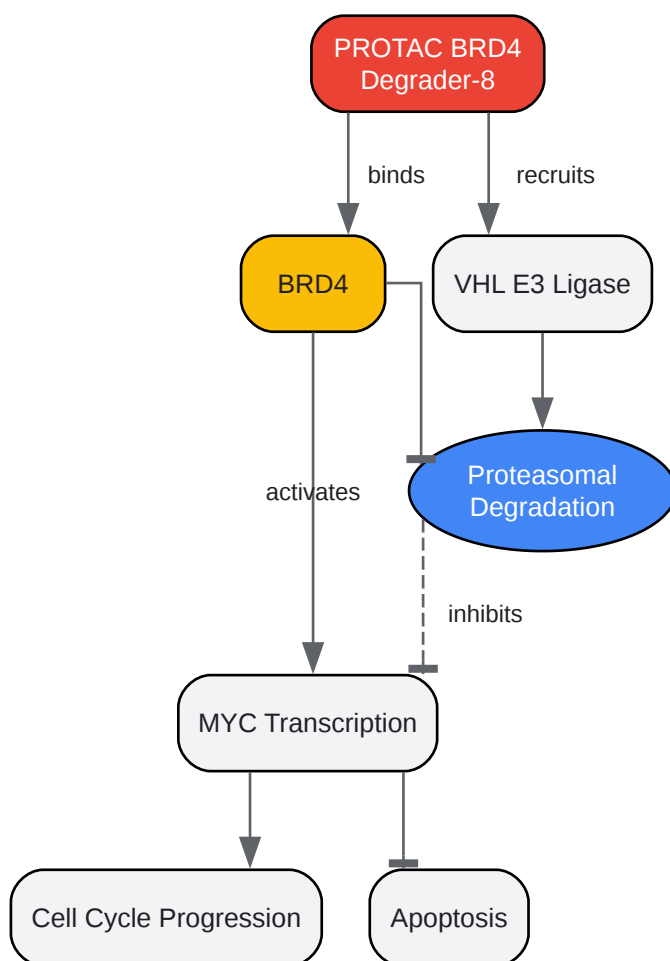 PROTAC BRD4
Degrader-8
binds
recruits
BRD4
VHL E3 Ligase
Proteasomal
Degradation
activates
inhibits
MYC Transcription
Cell Cycle Progression
Apoptosis